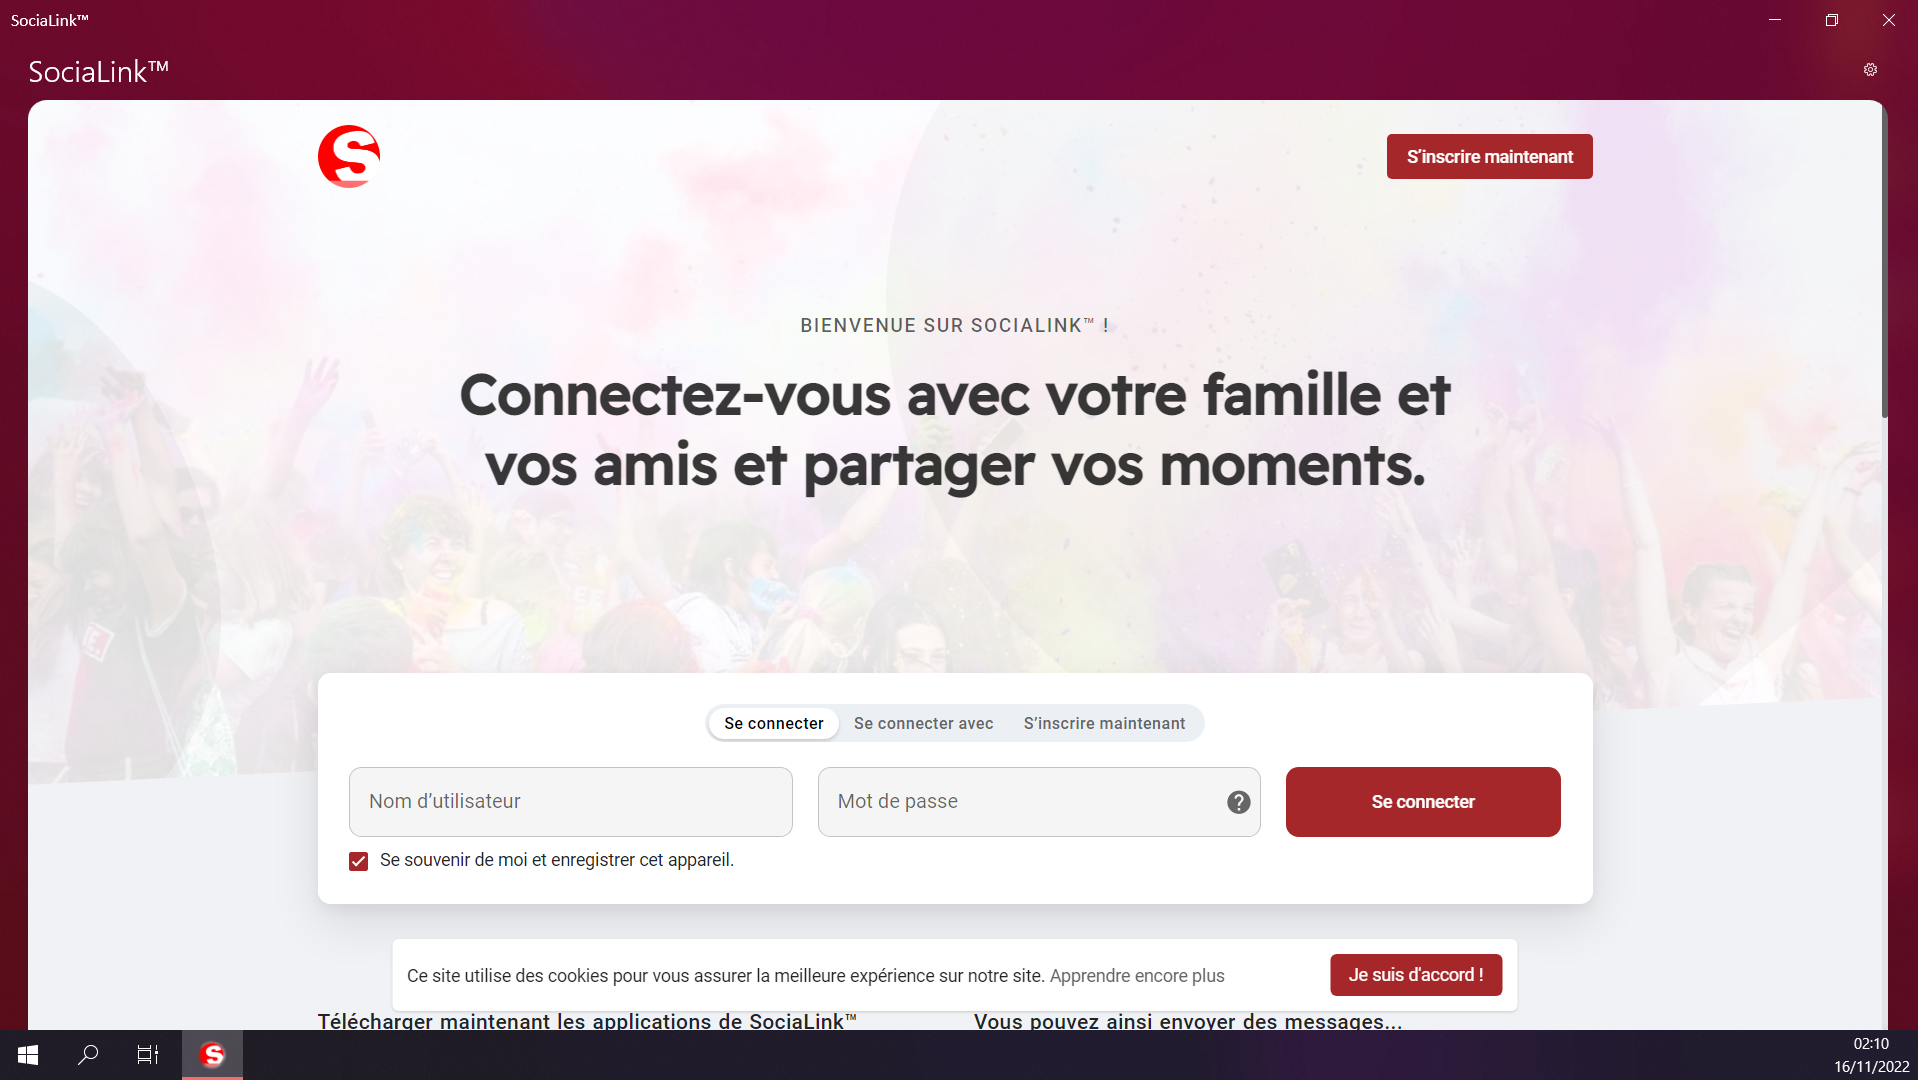 SociaLink™
SociaLink™
S
S'inscrire maintenant
BIENVENUE SUR SOCIALINK™ !
Connectez-vous avec votre famille et
vos amis et partager vos moments.
Se connecter
Se connecter avec
S'inscrire maintenant
Nom d'utilisateur
Mot de passe
?
Se connecter
Se souvenir de moi et enregistrer cet appareil.
Ce site utilise des cookies pour vous assurer la meilleure expérience sur notre site. Apprendre encore plus
Je suis d'accord !
Télécharger maintenant les applications de SociaLink™
Vous pouvez ainsi envoyer des messages...
S
02:10
16/11/2022